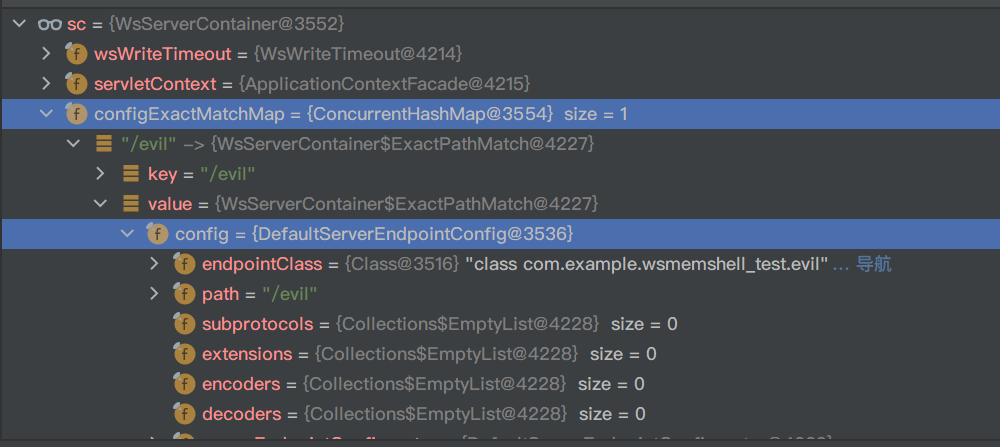 sc = {WsServerContainer@3552}
f wsWriteTimeout = {WsWriteTimeout@4214}
f servletContext = {ApplicationContextFacade@4215}
f configExactMatchMap = {ConcurrentHashMap@3554} size = 1
"/evil" -> {WsServerContainer$ExactPathMatch@4227}
key = "/evil"
value = {WsServerContainer$ExactPathMatch@4227}
f config = {DefaultServerEndpointConfig@3536}
f endpointClass = {Class@3516} "class com.example.wsmemshell_test.evil"... 导航
f path = "/evil"
f subprotocols = {Collections$EmptyList@4228} size = 0
f extensions = {Collections$EmptyList@4228} size = 0
f encoders = {Collections$EmptyList@4228} size = 0
f decoders = {Collections$EmptyList@4228} size = 0